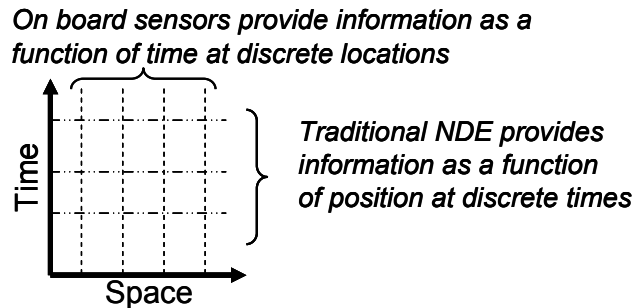 On board sensors provide information as a
function of time at discrete locations
Traditional NDE provides
information as a function
of position at discrete times
Time
Space